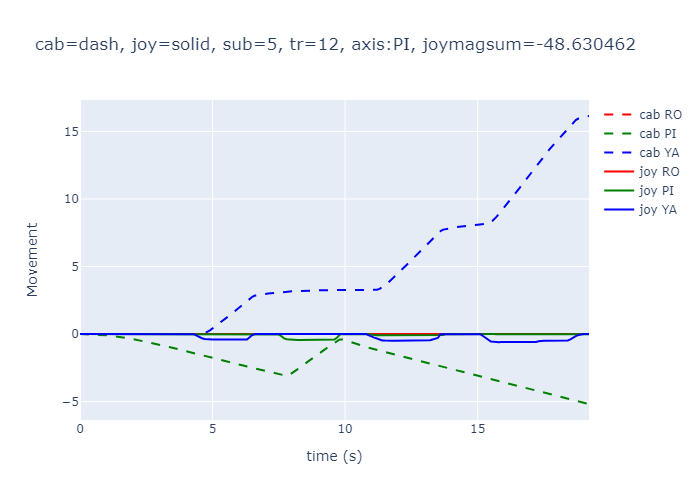 cab=dash, joy=solid, sub=5, tr=12, axis:PI, joymagsum=-48.630462
cab RO
cab PI
cab YA
joy RO
joy PI
joy YA
Movement
15
10
5
0
−5
0
5
10
15
time (s)